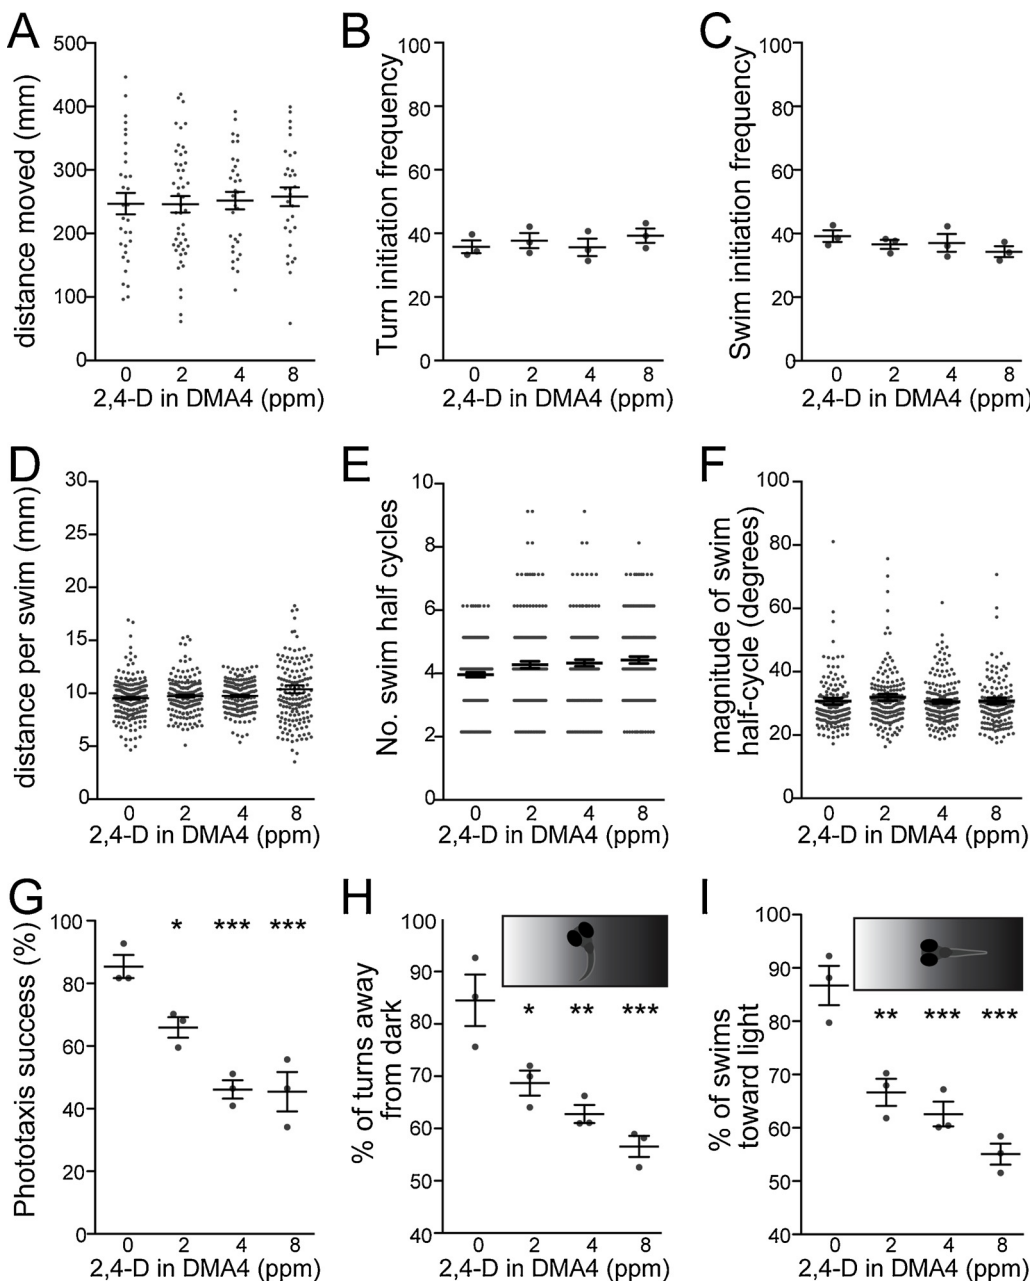 A
distance moved (mm)
500
400
300
200
100
0
0 2 4 8
2,4-D in DMA4 (ppm)
B
Turn initiation frequency
100
80
60
40
20
0
0 2 4 8
2,4-D in DMA4 (ppm)
C
Swim initiation frequency
100
80
60
40
20
0
0 2 4 8
2,4-D in DMA4 (ppm)
D
distance per swim (mm)
30
25
20
15
10
5
0
0 2 4 8
2,4-D in DMA4 (ppm)
E
No. swim half cycles
10
8
6
4
2
0
0 2 4 8
2,4-D in DMA4 (ppm)
F
magnitude of swim
half-cycle (degrees)
100
80
60
40
20
0
0 2 4 8
2,4-D in DMA4 (ppm)
G
Phototaxis success (%)
100
80
60
40
20
0
* *** ***
0 2 4 8
2,4-D in DMA4 (ppm)
H
% of turns away
from dark
100
90
80
70
60
50
40
* ** ***
0 2 4 8
2,4-D in DMA4 (ppm)
I
% of swims
toward light
100
90
80
70
60
50
40
** *** ***
0 2 4 8
2,4-D in DMA4 (ppm)